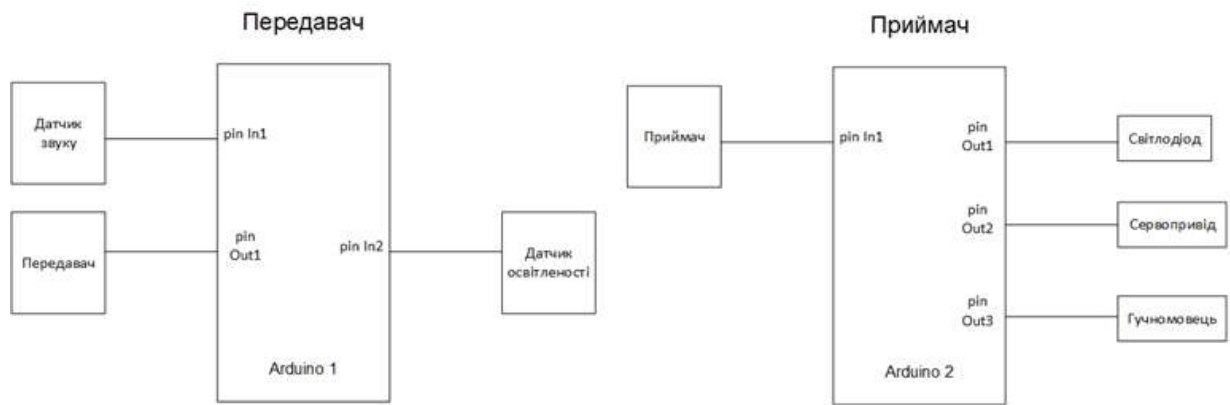 Передавач
Датчик
звуку
pin In1
Передавач
pin
Out1
pin In2
Датчик
освітленості
Arduino 1
Приймач
Приймач
pin In1
pin
Out1
Світлодіод
pin
Out2
Сервопривід
pin
Out3
Гучномовець
Arduino 2